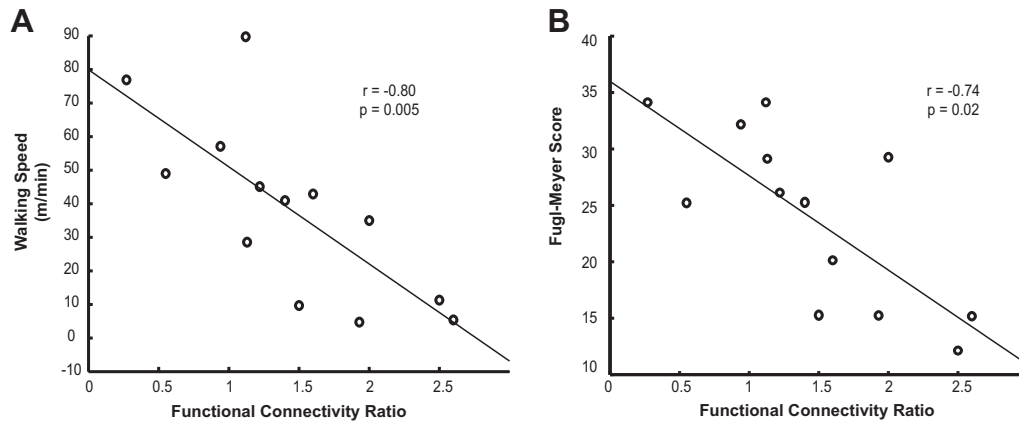 A
90
80
70
60
50
40
30
20
10
0
-10
Walking Speed
(m/min)
r = -0.80
p = 0.005
0
0.5
1
1.5
2
2.5
Functional Connectivity Ratio
B
40
35
30
25
20
15
10
Fugl-Meyer Score
r = -0.74
p = 0.02
0
0.5
1
1.5
2
2.5
Functional Connectivity Ratio